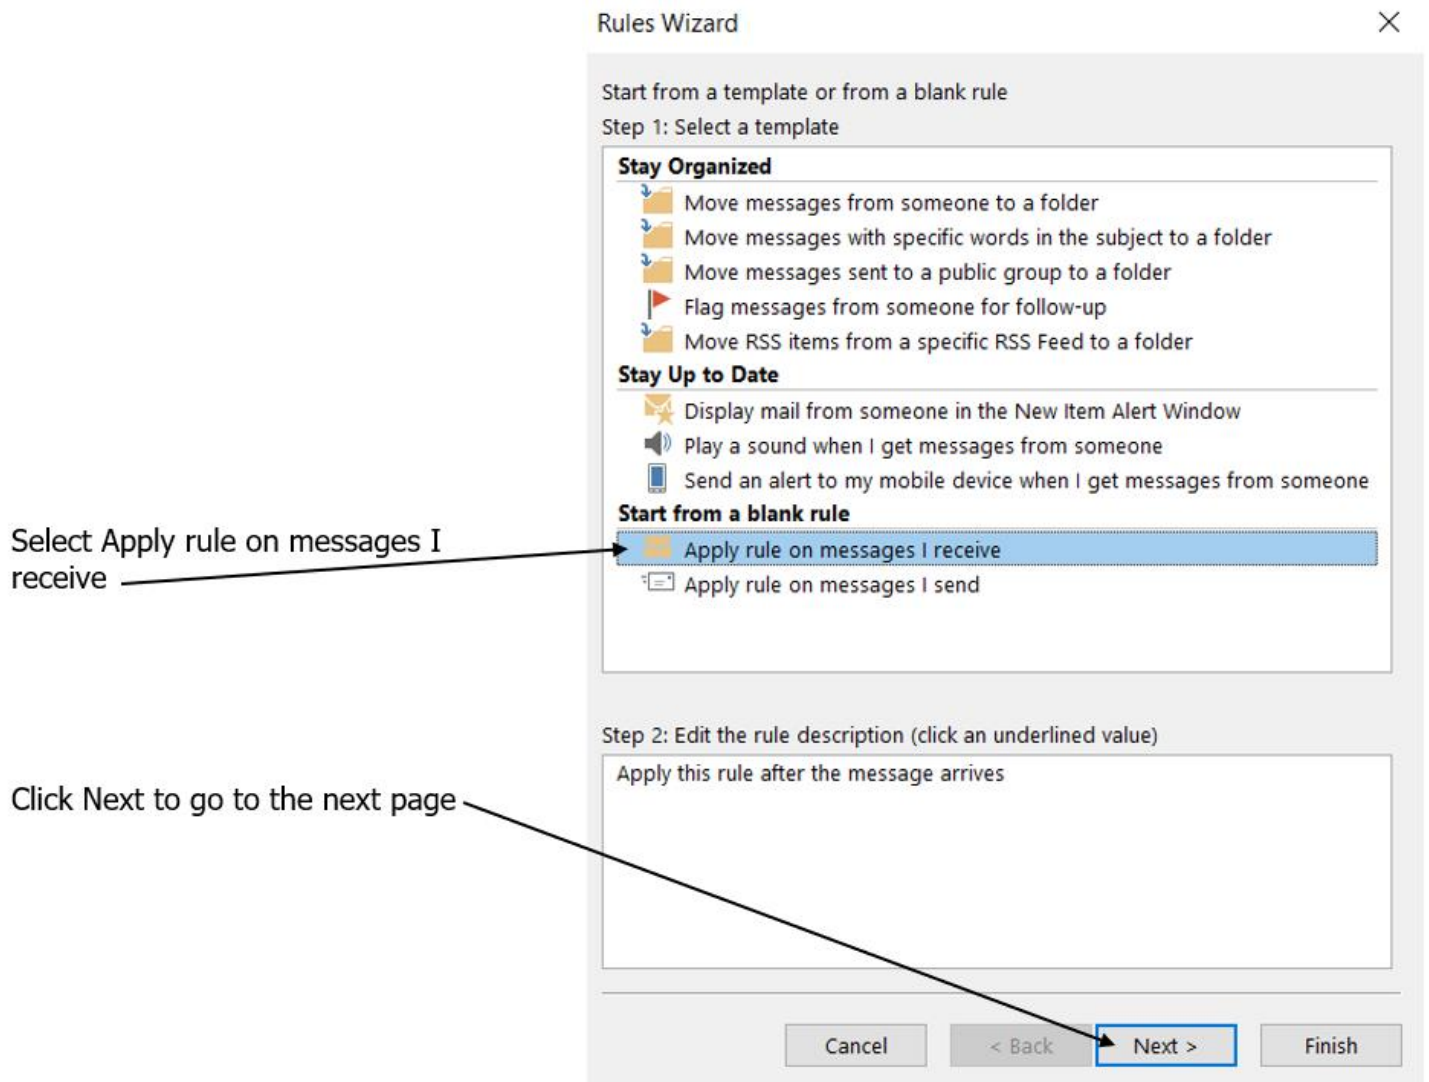 Rules Wizard
Start from a template or from a blank rule
Step 1: Select a template
Stay Organized
Move messages from someone to a folder
Move messages with specific words in the subject to a folder
Move messages sent to a public group to a folder
Flag messages from someone for follow-up
Move RSS items from a specific RSS Feed to a folder
Stay Up to Date
Display mail from someone in the New Item Alert Window
Play a sound when I get messages from someone
Send an alert to my mobile device when I get messages from someone
Start from a blank rule
Select Apply rule on messages I
receive
Apply rule on messages I receive
Apply rule on messages I send
Step 2: Edit the rule description (click an underlined value)
Apply this rule after the message arrives
Click Next to go to the next page
Cancel
< Back
Next >
Finish